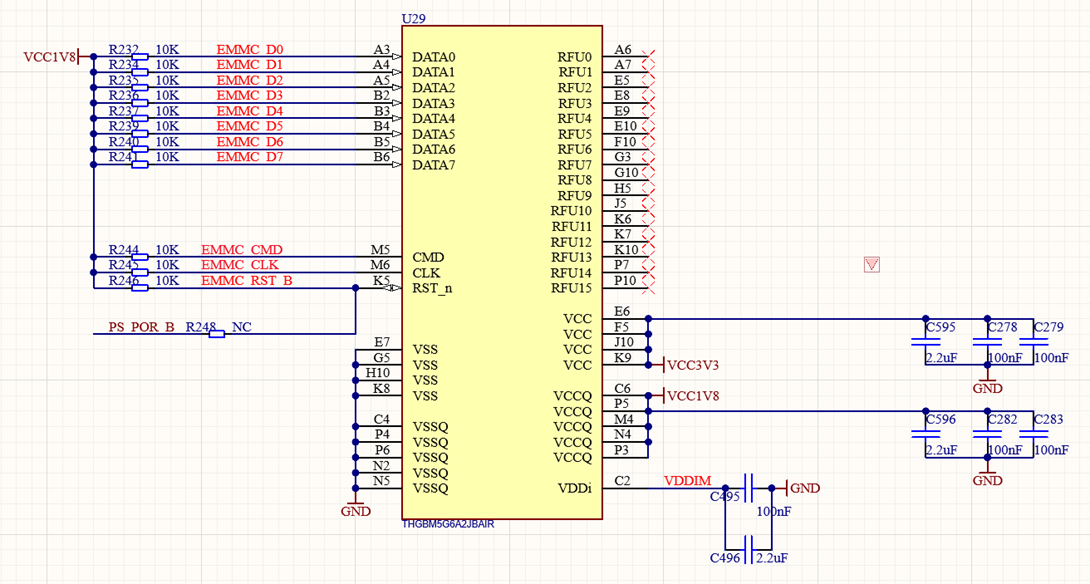 U29
VCC1V8
R232 10K EMMC_D0 A3 DATA0 RFU0 A6
R234 10K EMMC_D1 A4 DATA1 RFU1 A7
R235 10K EMMC_D2 A5 DATA2 RFU2 E5
R236 10K EMMC_D3 B2 DATA3 RFU3 E8
R237 10K EMMC_D4 B3 DATA4 RFU4 E9
R239 10K EMMC_D5 B4 DATA5 RFU5 E10
R240 10K EMMC_D6 B5 DATA6 RFU6 F10
R241 10K EMMC_D7 B6 DATA7 RFU7 G3
RFU8 G10
RFU9 H5
RFU10 J5
RFU11 K6
RFU12 K7
R244 10K EMMC_CMD M5 CMD RFU13 K10
R245 10K EMMC_CLK M6 CLK RFU14 P7
R246 10K EMMC_RST_B K5 RST_n RFU15 P10
PS_POR_B R248 NC
VCC E6
VCC F5
E7 VSS VCC J10
G5 VSS VCC K9 VCC3V3
H10 VSS
K8 VSS VCCQ C6 VCC1V8
VCCQ P5
C4 VSSQ VCCQ M4
P4 VSSQ VCCQ N4
P6 VSSQ VCCQ P3
N2 VSSQ
N5 VSSQ VDDi C2 VDDIM
GND
THGBM5G6A2JBAIR
C595 C278 C279
2.2uF 100nF 100nF
GND
C596 C282 C283
2.2uF 100nF 100nF
GND
C495 GND
100nF
C496 2.2uF